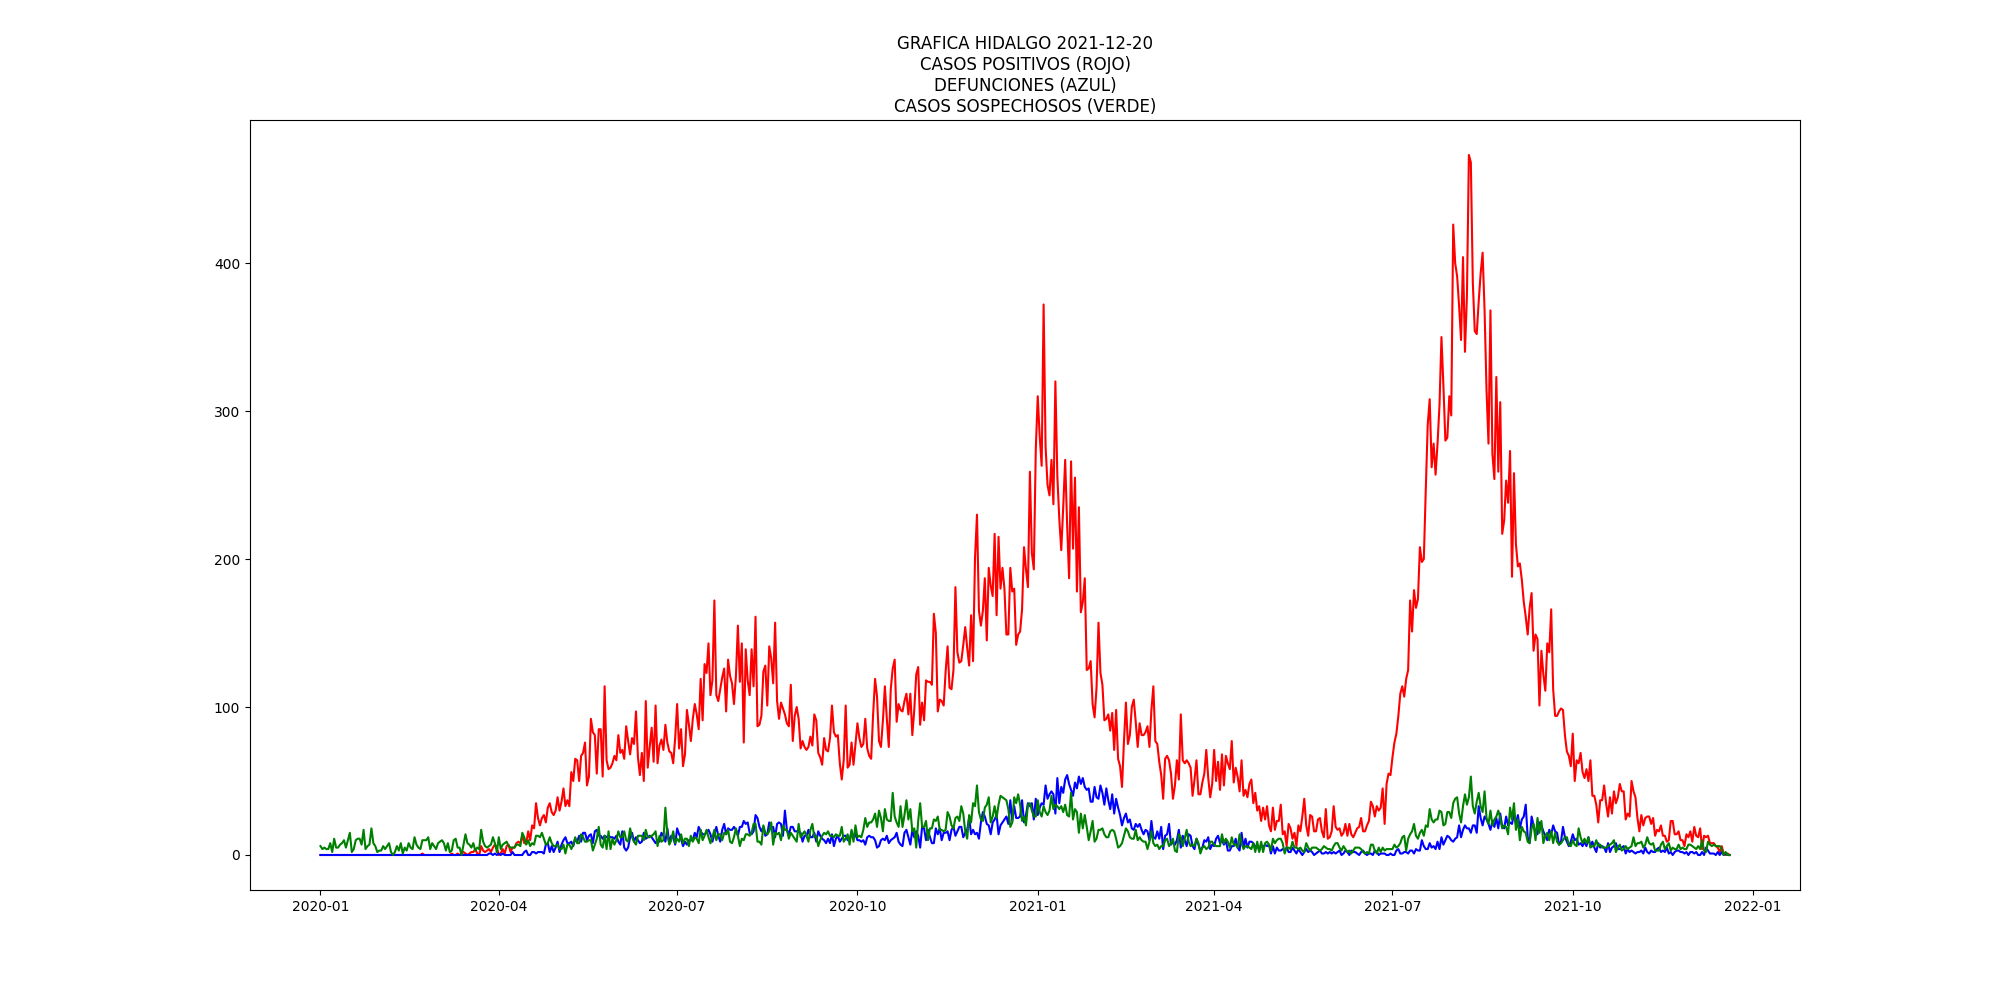 GRAFICA HIDALGO 2021-12-20
CASOS POSITIVOS (ROJO)
DEFUNCIONES (AZUL)
CASOS SOSPECHOSOS (VERDE)
400
300
200
100
0
2020-01 2020-04 2020-07 2020-10 2021-01 2021-04 2021-07 2021-10 2022-01